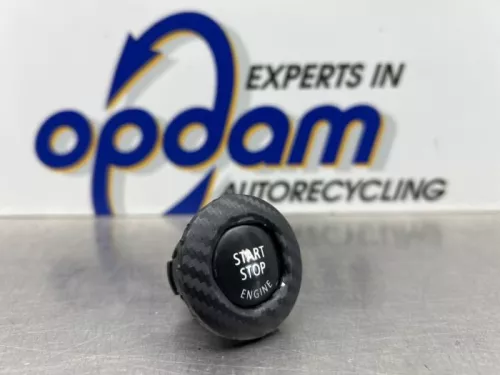 EXPERTS IN
opdam
AUTORECYCLING
START
STOP
ENGINE